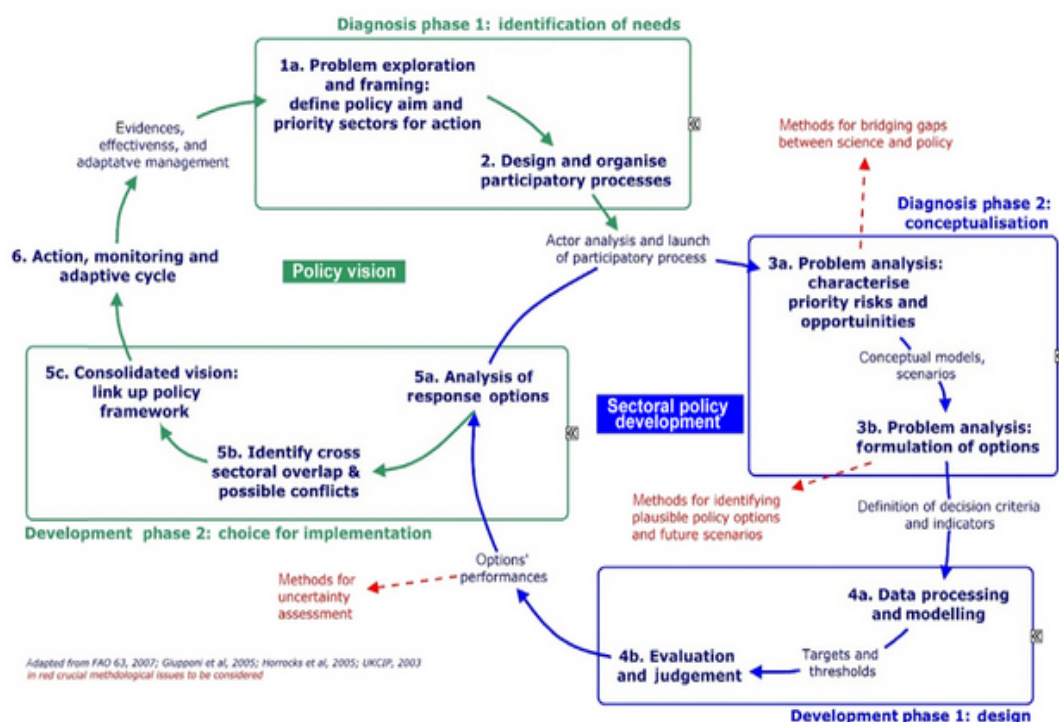 Diagnosis phase 1: identification of needs
1a. Problem exploration
and framing:
define policy aim and
priority sectors for action
2. Design and organise
participatory processes
Evidences,
effectivenss, and
adaptatve management
Methods for bridging gaps
between science and policy
Diagnosis phase 2:
conceptualisation
Actor analysis and launch
of participatory process
6. Action, monitoring and
adaptive cycle
Policy vision
3a. Problem analysis:
characterise
priority risks and
opportuinities
Conceptual models,
scenarios
3b. Problem analysis:
formulation of options
5c. Consolidated vision:
link up policy
framework
5a. Analysis of
response options
Sectoral policy
development
5b. Identify cross
sectoral overlap &
possible conflicts
Development phase 2: choice for implementation
Methods for identifying
plausible policy options
and future scenarios
Definition of decision criteria
and indicators
Options'
performances
Methods for
uncertainty
assessment
4a. Data processing
and modelling
Targets and
thresholds
4b. Evaluation
and judgement
Development phase 1: design
Adapted from FAO 63, 2007; Giupponi et al, 2005; Horrocks et al, 2005; UKCIP, 2003
in red crucial methdological issues to be considered